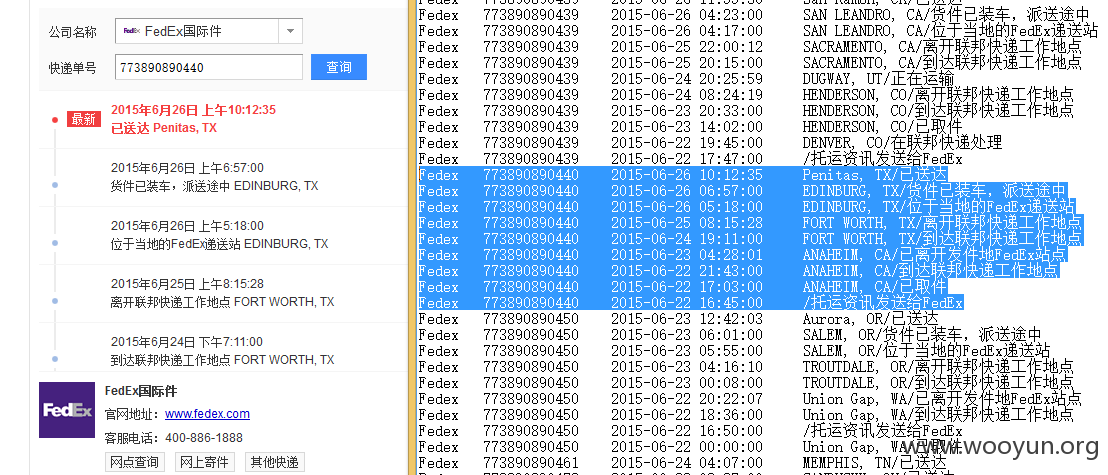 公司名称
FedEx国际件
快递单号
773890890440
查询
最新
2015年6月26日 上午10:12:35
已送达 Penitas, TX
2015年6月26日 上午6:57:00
货件已装车，派送途中 EDINBURG, TX
2015年6月26日 上午5:18:00
位于当地的FedEx递送站 EDINBURG, TX
2015年6月25日 上午8:15:28
离开联邦快递工作地点 FORT WORTH, TX
2015年6月24日 下午7:11:00
到达联邦快递工作地点 FORT WORTH, TX
FedEx
FedEx国际件
官网地址：www.fedex.com
客服电话：400-886-1888
网点查询 网上寄件 其他快递
Fedex 773890890439 2015-06-26 04:23:00 SAN LEANDRO, CA/货件已装车，派送途中
Fedex 773890890439 2015-06-26 04:17:00 SAN LEANDRO, CA/位于当地的FedEx递送站
Fedex 773890890439 2015-06-25 22:00:12 SACRAMENTO, CA/离开联邦快递工作地点
Fedex 773890890439 2015-06-25 20:15:00 SACRAMENTO, CA/到达联邦快递工作地点
Fedex 773890890439 2015-06-24 20:25:59 DUGWAY, UT/正在运输
Fedex 773890890439 2015-06-24 08:24:19 HENDERSON, CO/离开联邦快递工作地点
Fedex 773890890439 2015-06-23 20:33:00 HENDERSON, CO/到达联邦快递工作地点
Fedex 773890890439 2015-06-23 14:02:00 HENDERSON, CO/已取件
Fedex 773890890439 2015-06-22 19:45:00 DENVER, CO/在联邦快递处理
Fedex 773890890439 2015-06-22 17:47:00 /托运资讯发送给FedEx
Fedex 773890890440 2015-06-26 10:12:35 Penitas, TX/已送达
Fedex 773890890440 2015-06-26 06:57:00 EDINBURG, TX/货件已装车，派送途中
Fedex 773890890440 2015-06-26 05:18:00 EDINBURG, TX/位于当地的FedEx递送站
Fedex 773890890440 2015-06-25 08:15:28 FORT WORTH, TX/离开联邦快递工作地点
Fedex 773890890440 2015-06-24 19:11:00 FORT WORTH, TX/到达联邦快递工作地点
Fedex 773890890440 2015-06-23 04:28:01 ANAHEIM, CA/已离开发件地FedEx站点
Fedex 773890890440 2015-06-22 21:43:00 ANAHEIM, CA/到达联邦快递工作地点
Fedex 773890890440 2015-06-22 17:03:00 ANAHEIM, CA/已取件
Fedex 773890890440 2015-06-22 16:45:00 /托运资讯发送给FedEx
Fedex 773890890450 2015-06-23 12:42:03 Aurora, OR/已送达
Fedex 773890890450 2015-06-23 06:01:00 SALEM, OR/货件已装车，派送途中
Fedex 773890890450 2015-06-23 05:55:00 SALEM, OR/位于当地的FedEx递送站
Fedex 773890890450 2015-06-23 04:16:10 TROUTDALE, OR/离开联邦快递工作地点
Fedex 773890890450 2015-06-23 00:08:00 TROUTDALE, OR/到达联邦快递工作地点
Fedex 773890890450 2015-06-22 20:22:07 Union Gap, WA/已离开发件地FedEx站点
Fedex 773890890450 2015-06-22 18:36:00 Union Gap, WA/到达联邦快递工作地点
Fedex 773890890450 2015-06-22 16:50:00 /托运资讯发送给FedEx
Fedex 773890890450 2015-06-22 00:00:00 Union Gap, WA/已取件
Fedex 773890890461 2015-06-24 04:07:00 MEMPHIS, TN/已送达
www.wooyun.org